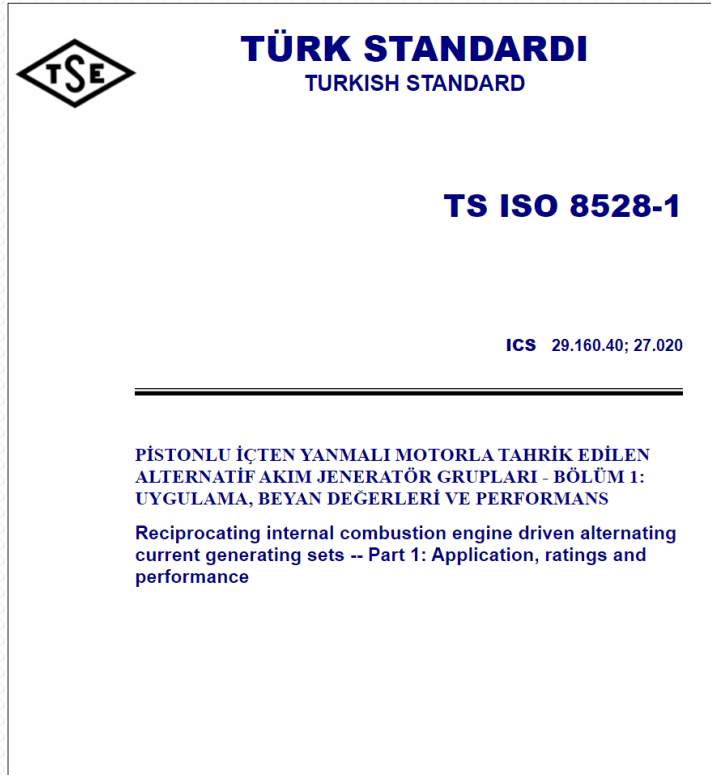 TSE
TÜRK STANDARDI
TURKISH STANDARD
TS ISO 8528-1
ICS 29.160.40; 27.020
PİSTONLU İÇTEN YANMALI MOTORLA TAHRİK EDİLEN
ALTERNATİF AKIM JENERATÖR GRUPLARI - BÖLÜM 1:
UYGULAMA, BEYAN DEĞERLERİ VE PERFORMANS
Reciprocating internal combustion engine driven alternating
current generating sets -- Part 1: Application, ratings and
performance